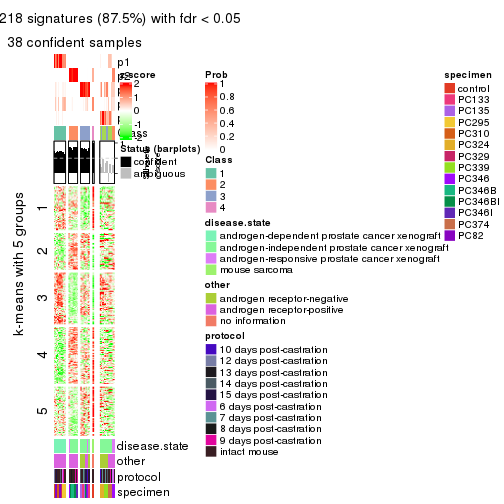 218 signatures (87.5%) with fdr < 0.05
38 confident samples
p1
z-score
2
1
0
-1
Class
Status (barplots)
confident
ambiguous
k-means with 5 groups
1
2
3
4
5
disease.state
other
protocol
specimen
Prob
1
0.8
0.6
0.4
0.2
0
Class
1
2
3
4
disease.state
androgen-dependent prostate cancer xenograft
androgen-independent prostate cancer xenograft
androgen-responsive prostate cancer xenograft
mouse sarcoma
other
androgen receptor-negative
androgen receptor-positive
no information
protocol
10 days post-castration
12 days post-castration
13 days post-castration
14 days post-castration
15 days post-castration
6 days post-castration
7 days post-castration
8 days post-castration
9 days post-castration
intact mouse
specimen
control
PC133
PC135
PC295
PC310
PC324
PC329
PC339
PC346
PC346B
PC346BI
PC346I
PC374
PC82